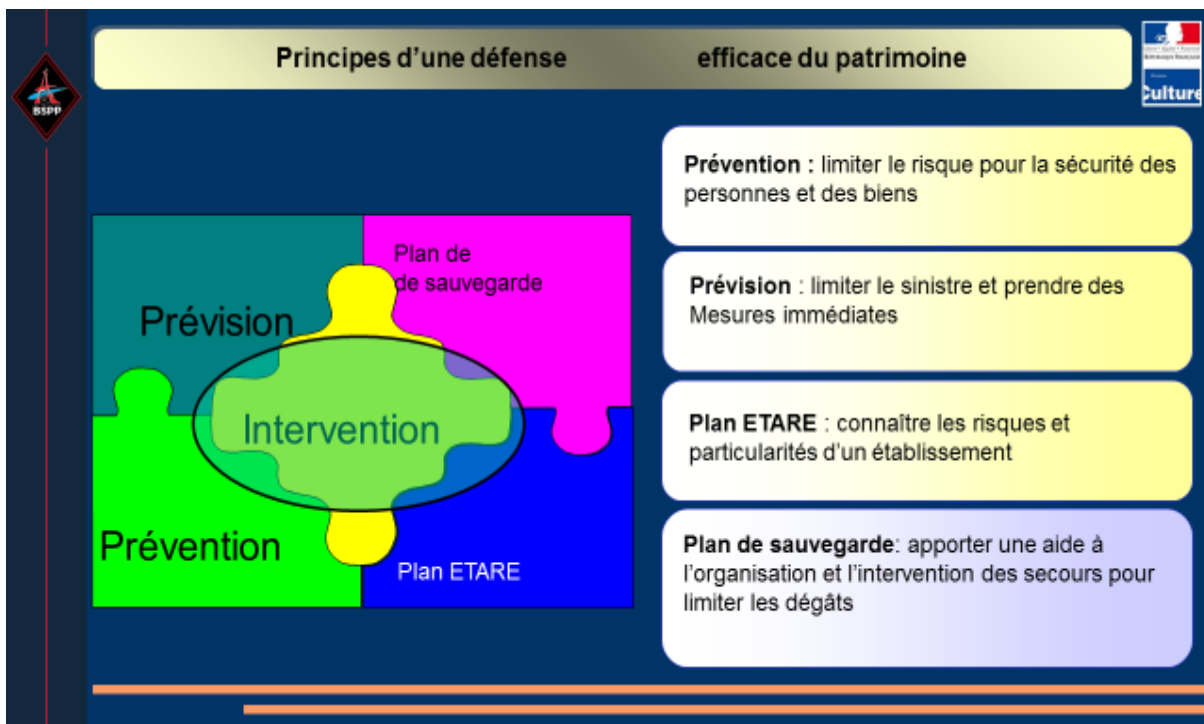 Principes d'une défense efficace du patrimoine
BSPP
Culture
Plan de
de sauvegarde
Prévision
Intervention
Prévention
Plan ETARE
Prévention : limiter le risque pour la sécurité des
personnes et des biens
Prévision : limiter le sinistre et prendre des
Mesures immédiates
Plan ETARE : connaître les risques et
particularités d'un établissement
Plan de sauvegarde: apporter une aide à
l'organisation et l'intervention des secours pour
limiter les dégâts